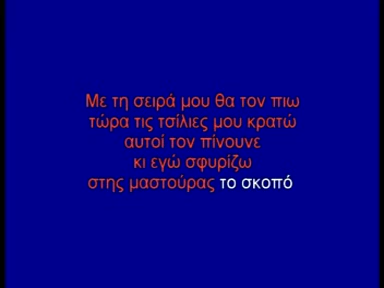 Με τη σειρά μου θα τον πιω
τώρα τις τσίλιες μου κρατώ
αυτοί τον πίνουνε
κι εγώ σφυρίζω
στης μαστούρας το σκοπό